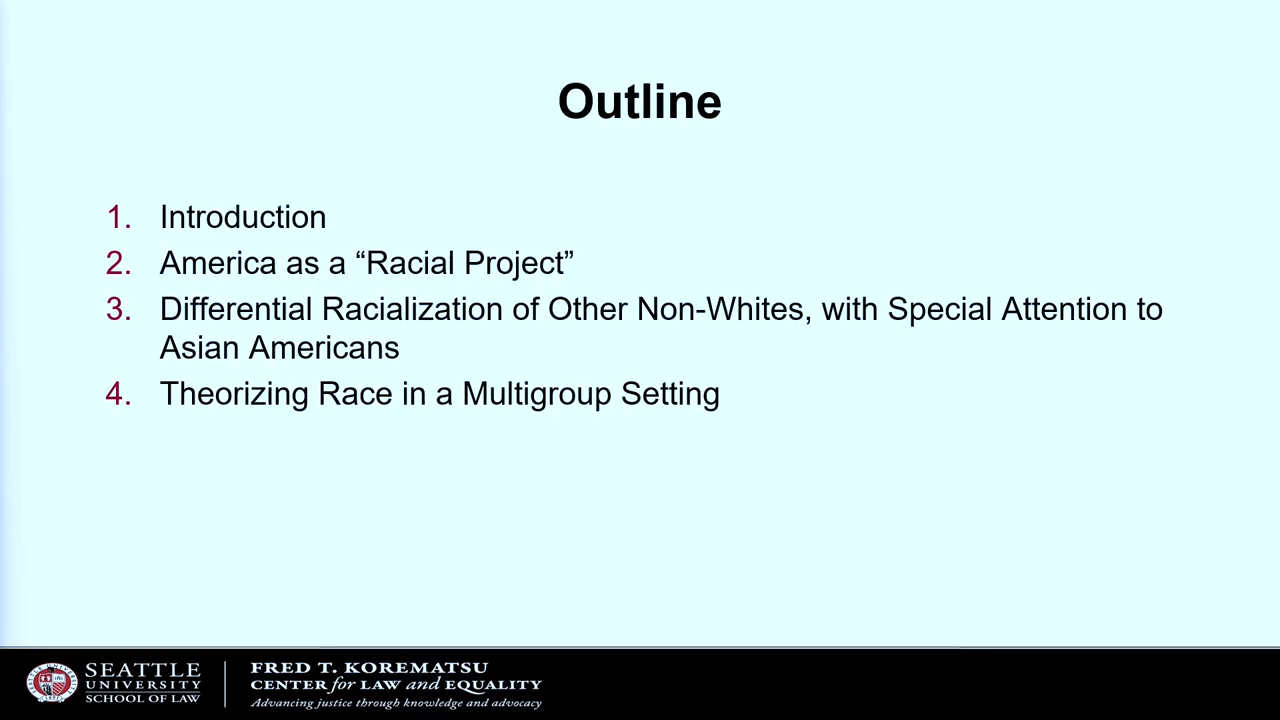 Outline
1. Introduction
2. America as a “Racial Project”
3. Differential Racialization of Other Non-Whites, with Special Attention to
Asian Americans
4. Theorizing Race in a Multigroup Setting
SEATTLE
UNIVERSITY
SCHOOL OF LAW
FRED T. KOREMATSU
CENTER for LAW and EQUALITY
Advancing justice through knowledge and advocacy